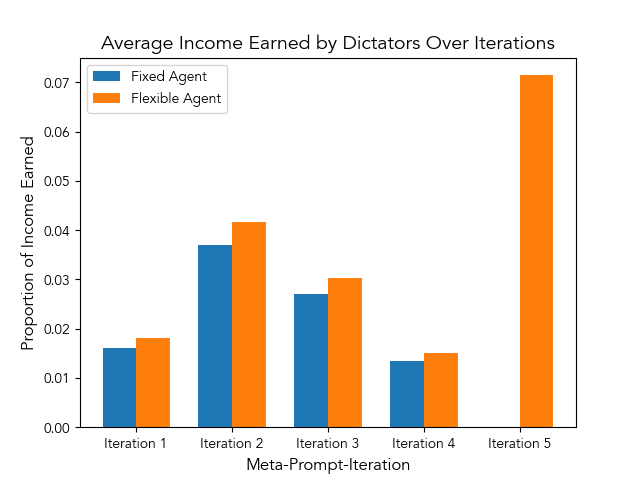 Average Income Earned by Dictators Over Iterations
Fixed Agent
Flexible Agent
Proportion of Income Earned
0.07
0.06
0.05
0.04
0.03
0.02
0.01
0.00
Iteration 1 Iteration 2 Iteration 3 Iteration 4 Iteration 5
Meta-Prompt-Iteration